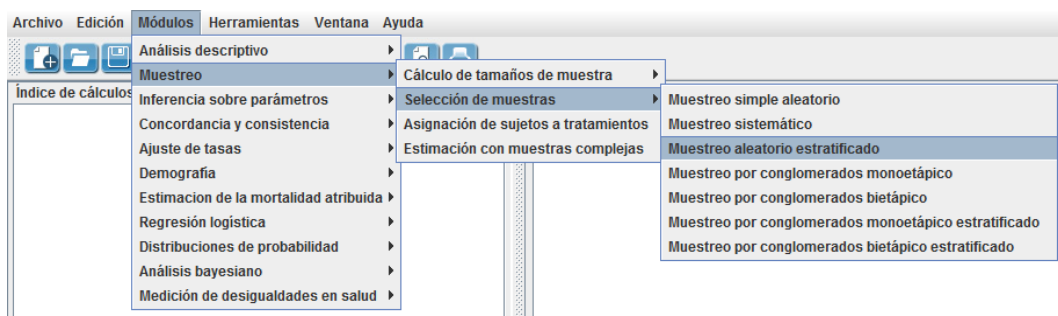 Archivo Edición Módulos Herramientas Ventana Ayuda
Índice de cálculos
Análisis descriptivo
Muestreo
Inferencia sobre parámetros
Concordancia y consistencia
Ajuste de tasas
Demografía
Estimacion de la mortalidad atribuida
Regresión logística
Distribuciones de probabilidad
Análisis bayesiano
Medición de desigualdades en salud
Cálculo de tamaños de muestra
Selección de muestras
Asignación de sujetos a tratamientos
Estimación con muestras complejas
Muestreo simple aleatorio
Muestreo sistemático
Muestreo aleatorio estratificado
Muestreo por conglomerados monoetápico
Muestreo por conglomerados bietápico
Muestreo por conglomerados monoetápico estratificado
Muestreo por conglomerados bietápico estratificado